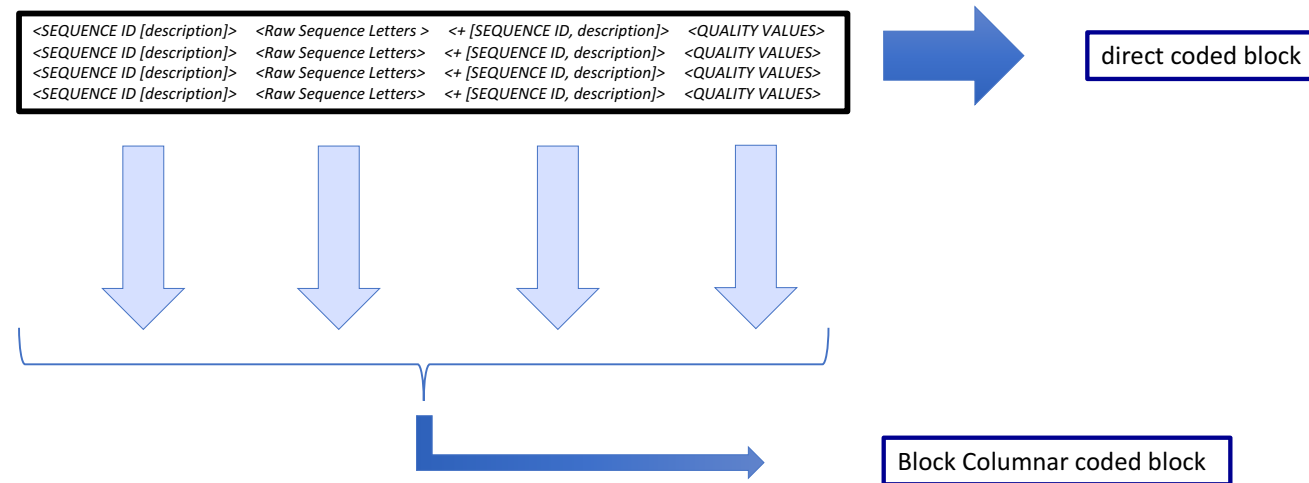 <SEQUENCE ID [description]> <Raw Sequence Letters > <+ [SEQUENCE ID, description]> <QUALITY VALUES>
<SEQUENCE ID [description]> <Raw Sequence Letters> <+ [SEQUENCE ID, description]> <QUALITY VALUES>
<SEQUENCE ID [description]> <Raw Sequence Letters> <+ [SEQUENCE ID, description]> <QUALITY VALUES>
<SEQUENCE ID [description]> <Raw Sequence Letters> <+ [SEQUENCE ID, description]> <QUALITY VALUES>
direct coded block
Block Columnar coded block